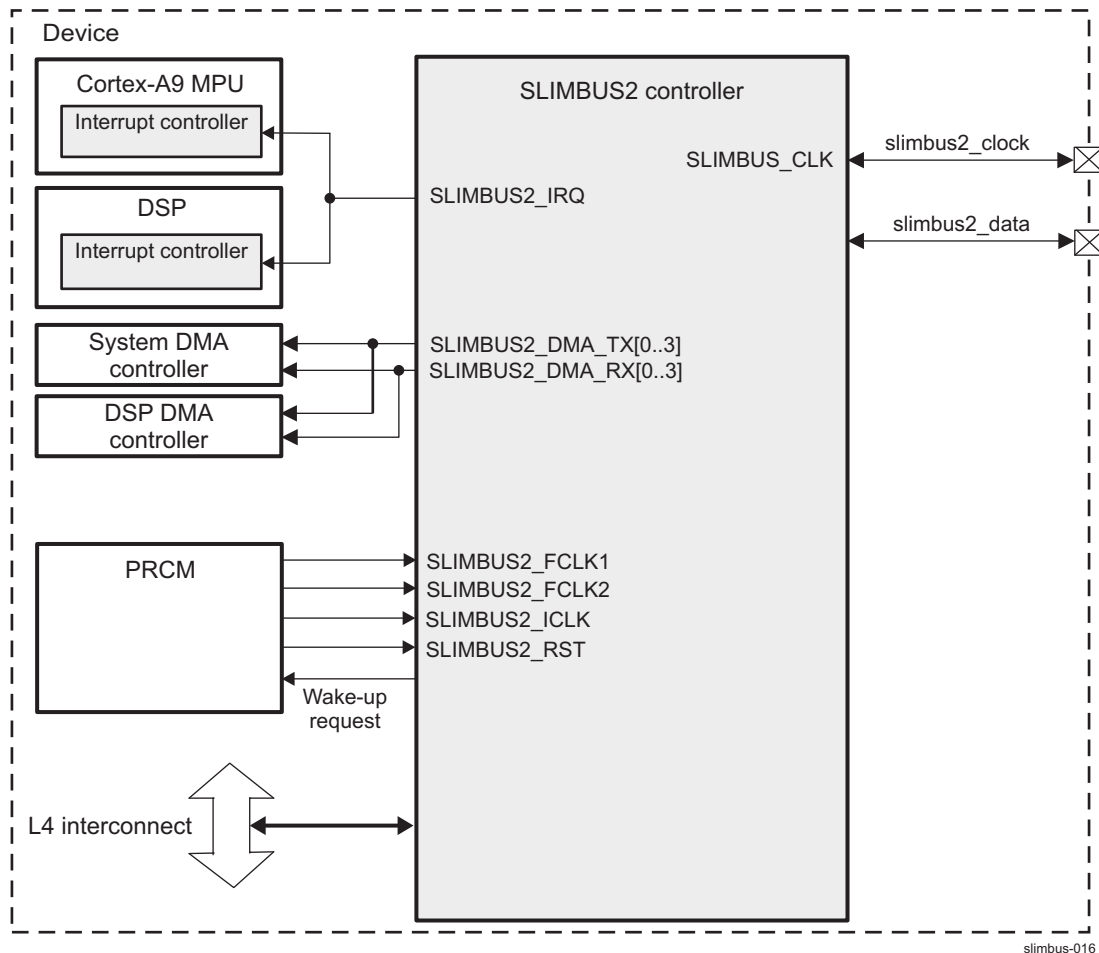 Device
Cortex-A9 MPU
Interrupt controller
DSP
Interrupt controller
System DMA
controller
DSP DMA
controller
PRCM
Wake-up
request
L4 interconnect
SLIMBUS2 controller
SLIMBUS2_IRQ
SLIMBUS2_DMA_TX[0..3]
SLIMBUS2_DMA_RX[0..3]
SLIMBUS2_FCLK1
SLIMBUS2_FCLK2
SLIMBUS2_ICLK
SLIMBUS2_RST
SLIMBUS_CLK
slimbus2_clock
slimbus2_data
slimbus-016